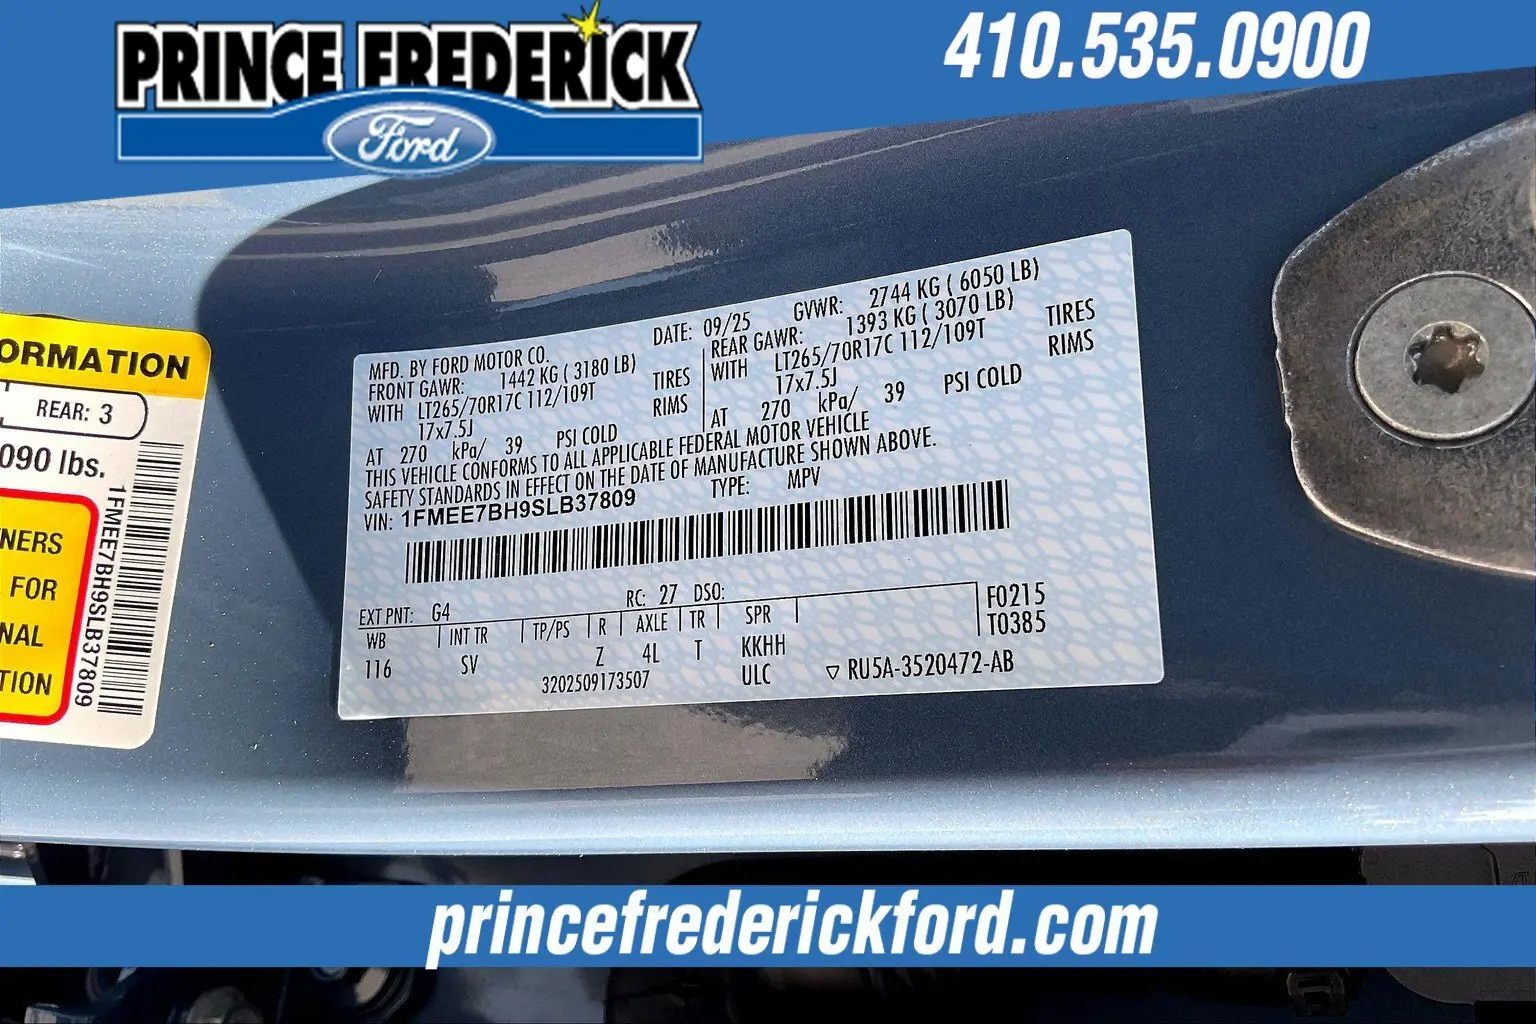 PRINCE FREDERICK
Ford
410.535.0900
MFD. BY FORD MOTOR CO.
DATE: 09/25 GVWR: 2744 KG ( 6050 LB)
FRONT GAWR: 1442 KG ( 3180 LB)
REAR GAWR: 1393 KG ( 3070 LB)
WITH LT265/70R17C 112/109T TIRES
WITH LT265/70R17C 112/109T TIRES
17x7.5J RIMS
17x7.5J RIMS
AT 270 kPa/ 39 PSI COLD
AT 270 kPa/ 39 PSI COLD
THIS VEHICLE CONFORMS TO ALL APPLICABLE FEDERAL MOTOR VEHICLE
SAFETY STANDARDS IN EFFECT ON THE DATE OF MANUFACTURE SHOWN ABOVE.
VIN: 1FMEE7BH9SLB37809 TYPE: MPV
EXT PNT: G4 RC: 27 DSO:
WB INT TR TP/PS R AXLE TR SPR
F0215
T0385
116 SV Z 4L T KKHH
3202509173507 ULC
RU5A-3520472-AB
ORMATION
REAR: 3
090 lbs.
1FMEE7BH9SLB37809
NERS
FOR
NAL
TION
princefrederickford.com